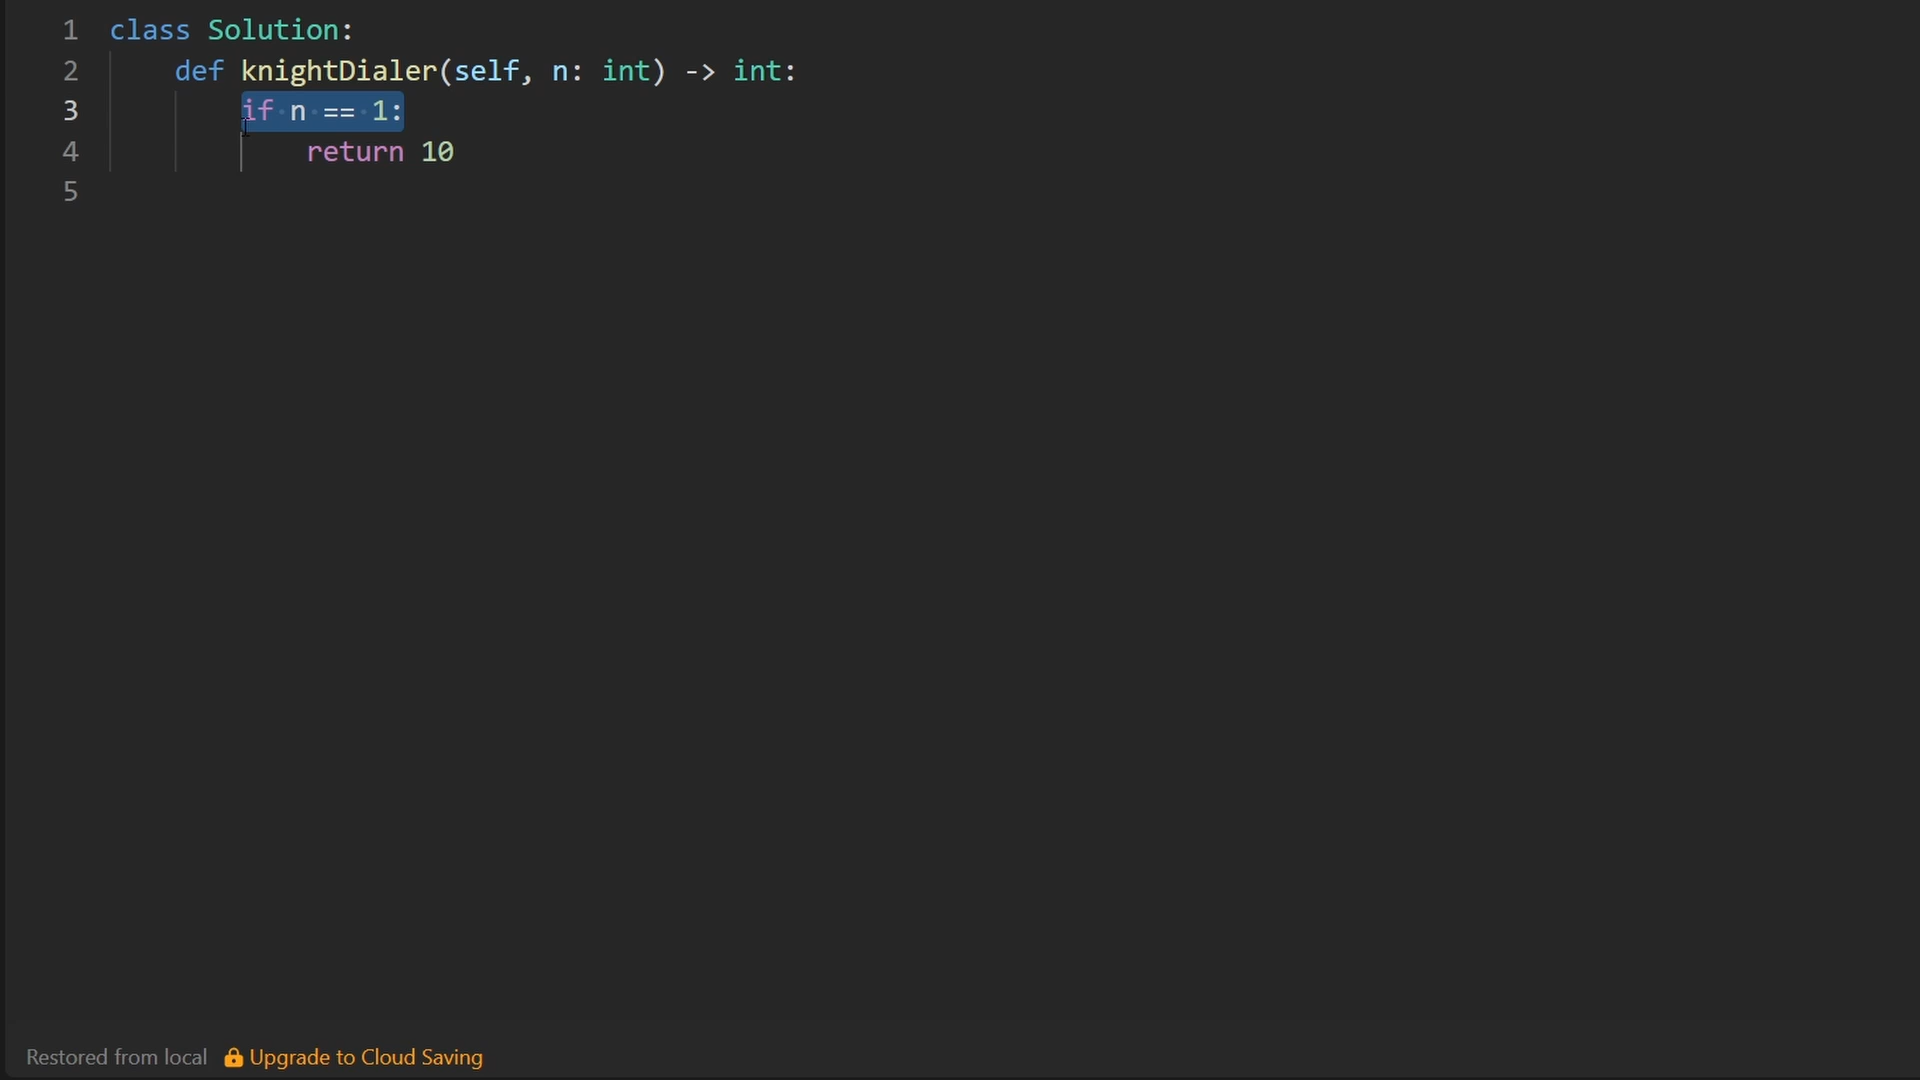 1 class Solution:
2 def knightDialer(self, n: int) -> int:
3 if n == 1:
4 return 10
5
Restored from local Upgrade to Cloud Saving